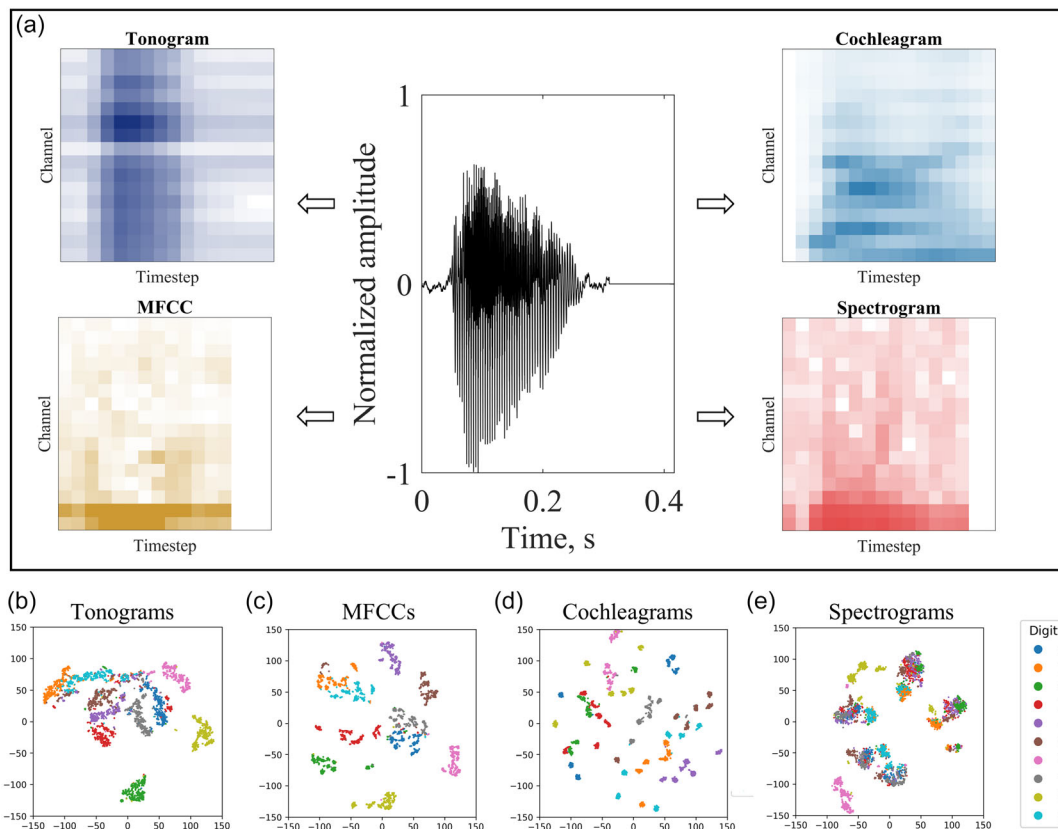 (a)
Tonogram
Channel
Timestep
MFCC
Channel
Timestep
Normalized amplitude
1
0
-1
0
0.2
0.4
Time, s
Cochleagram
Channel
Timestep
Spectrogram
Channel
Timestep
(b)
Tonograms
150
100
50
0
−50
−100
−150
−150 −100 −50 0 50 100 150
(c)
MFCCs
150
100
50
0
−50
−100
−150
−150 −100 −50 0 50 100 150
(d)
Cochleagrams
150
100
50
0
−50
−100
−150
−150 −100 −50 0 50 100 150
(e)
Spectrograms
150
100
50
0
−50
−100
−150
−150 −100 −50 0 50 100 150
Digit